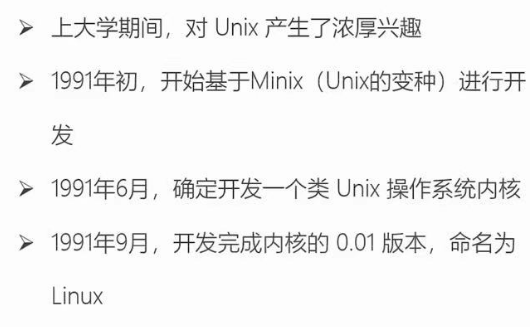 ➢ 上大学期间，对 Unix 产生了浓厚兴趣
➢ 1991年初，开始基于Minix（Unix的变种）进行开
发
➢ 1991年6月，确定开发一个类 Unix 操作系统内核
➢ 1991年9月，开发完成内核的 0.01 版本，命名为
Linux